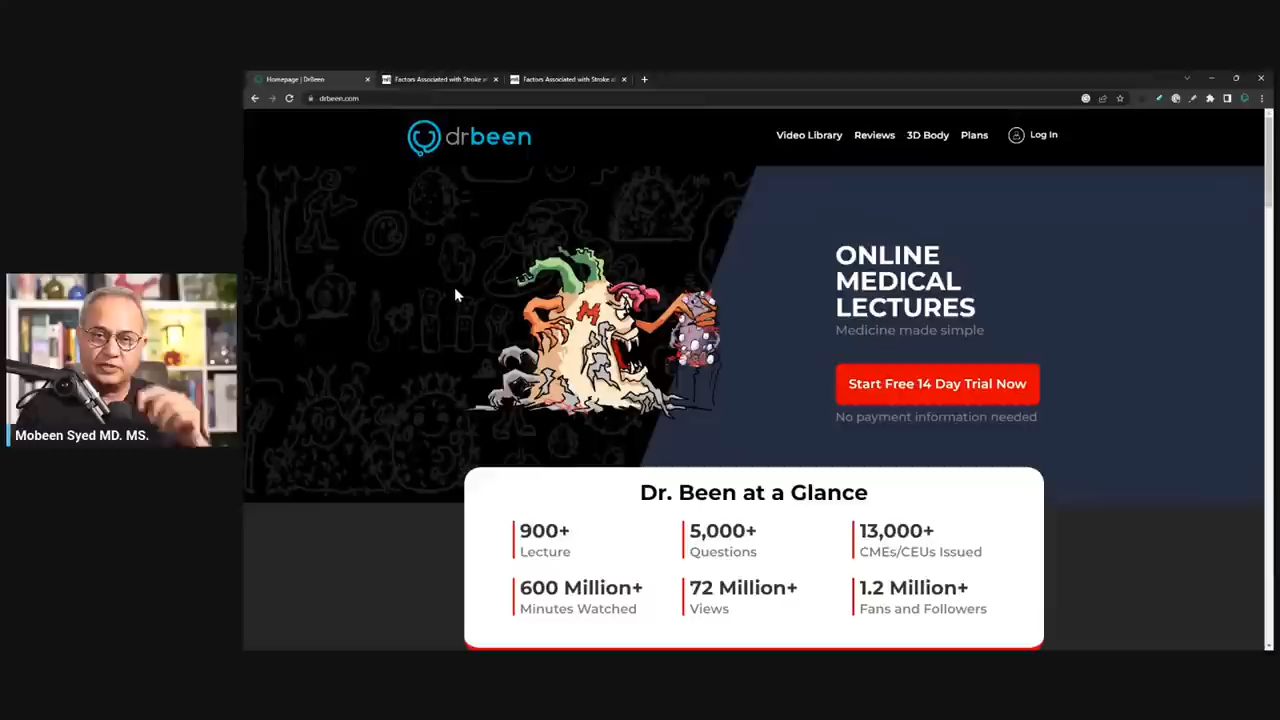 Homepage | DrBeen
Factors Associated with Stroke a
Factors Associated with Stroke a
drbeen.com
drbeen
Video Library
Reviews
3D Body
Plans
Log In
M
ONLINE
MEDICAL
LECTURES
Medicine made simple
Start Free 14 Day Trial Now
No payment information needed
Mobeen Syed MD. MS.
Dr. Been at a Glance
900+
Lecture
5,000+
Questions
13,000+
CMEs/CEUs Issued
600 Million+
Minutes Watched
72 Million+
Views
1.2 Million+
Fans and Followers